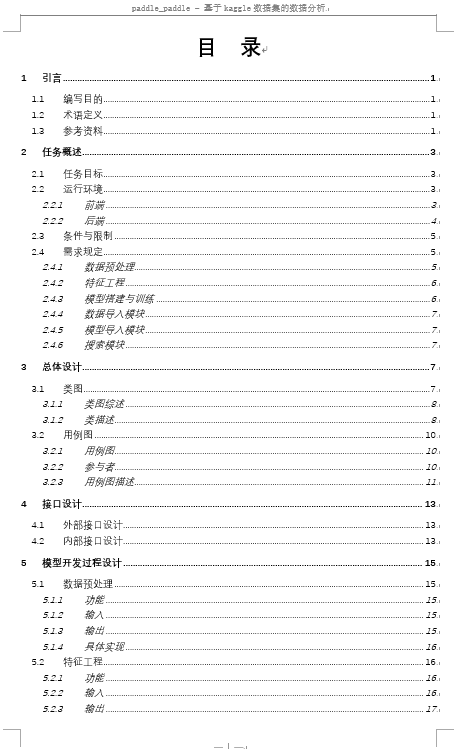 paddle_paddle - 基于 kaggle 数据集的数据分析
目 录
1 引言 1
1.1 编写目的 1
1.2 术语定义 1
1.3 参考资料 1
2 任务概述 3
2.1 任务目标 3
2.2 运行环境 3
2.2.1 前端 3
2.2.2 后端 4
2.3 条件与限制 5
2.4 需求规定 5
2.4.1 数据预处理 5
2.4.2 特征工程 6
2.4.3 模型搭建与训练 6
2.4.4 数据导入模块 7
2.4.5 模型导入模块 7
2.4.6 搜索模块 7
3 总体设计 7
3.1 类图 7
3.1.1 类图综述 8
3.1.2 类描述 8
3.2 用例图 10
3.2.1 用例图 10
3.2.2 参与者 10
3.2.3 用例图描述 11
4 接口设计 13
4.1 外部接口设计 13
4.2 内部接口设计 13
5 模型开发过程设计 15
5.1 数据预处理 15
5.1.1 功能 15
5.1.2 输入 15
5.1.3 输出 15
5.1.4 具体实现 16
5.2 特征工程 16
5.2.1 功能 16
5.2.2 输入 16
5.2.3 输出 17